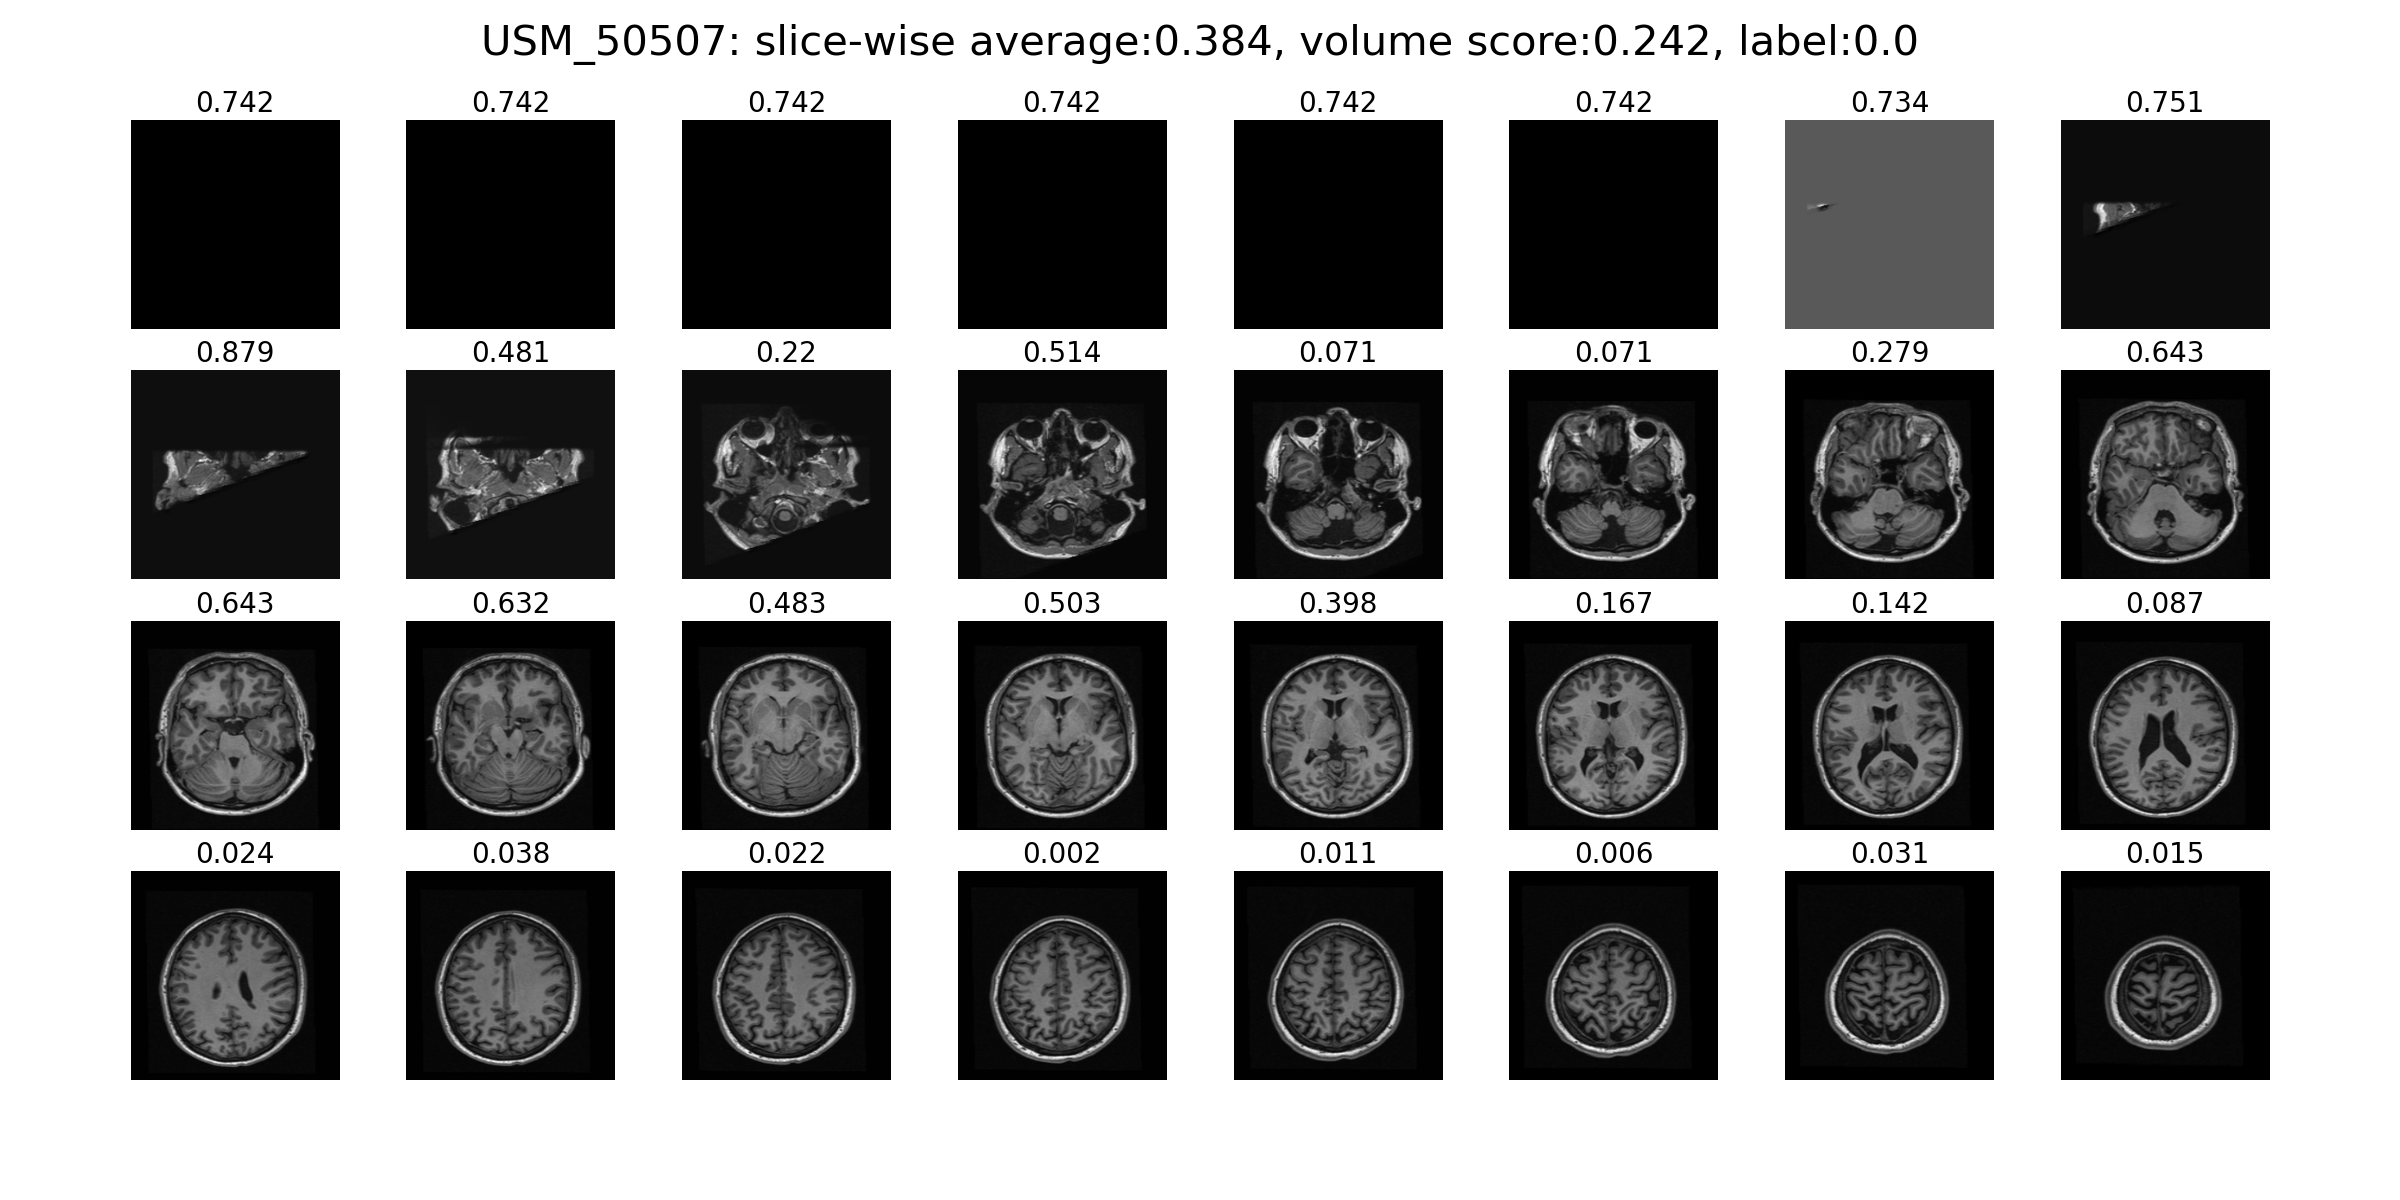 USM_50507: slice-wise average:0.384, volume score:0.242, label:0.0
0.742 0.742 0.742 0.742 0.742 0.742 0.734 0.751
0.879 0.481 0.22 0.514 0.071 0.071 0.279 0.643
0.643 0.632 0.483 0.503 0.398 0.167 0.142 0.087
0.024 0.038 0.022 0.002 0.011 0.006 0.031 0.015